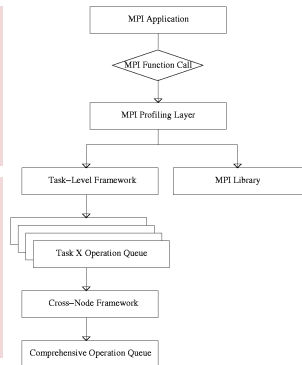 MPI Application
MPI Function Call
MPI Profiling Layer
Task−Level Framework
MPI Library
Task X Operation Queue
Cross−Node Framework
Comprehensive Operation Queue